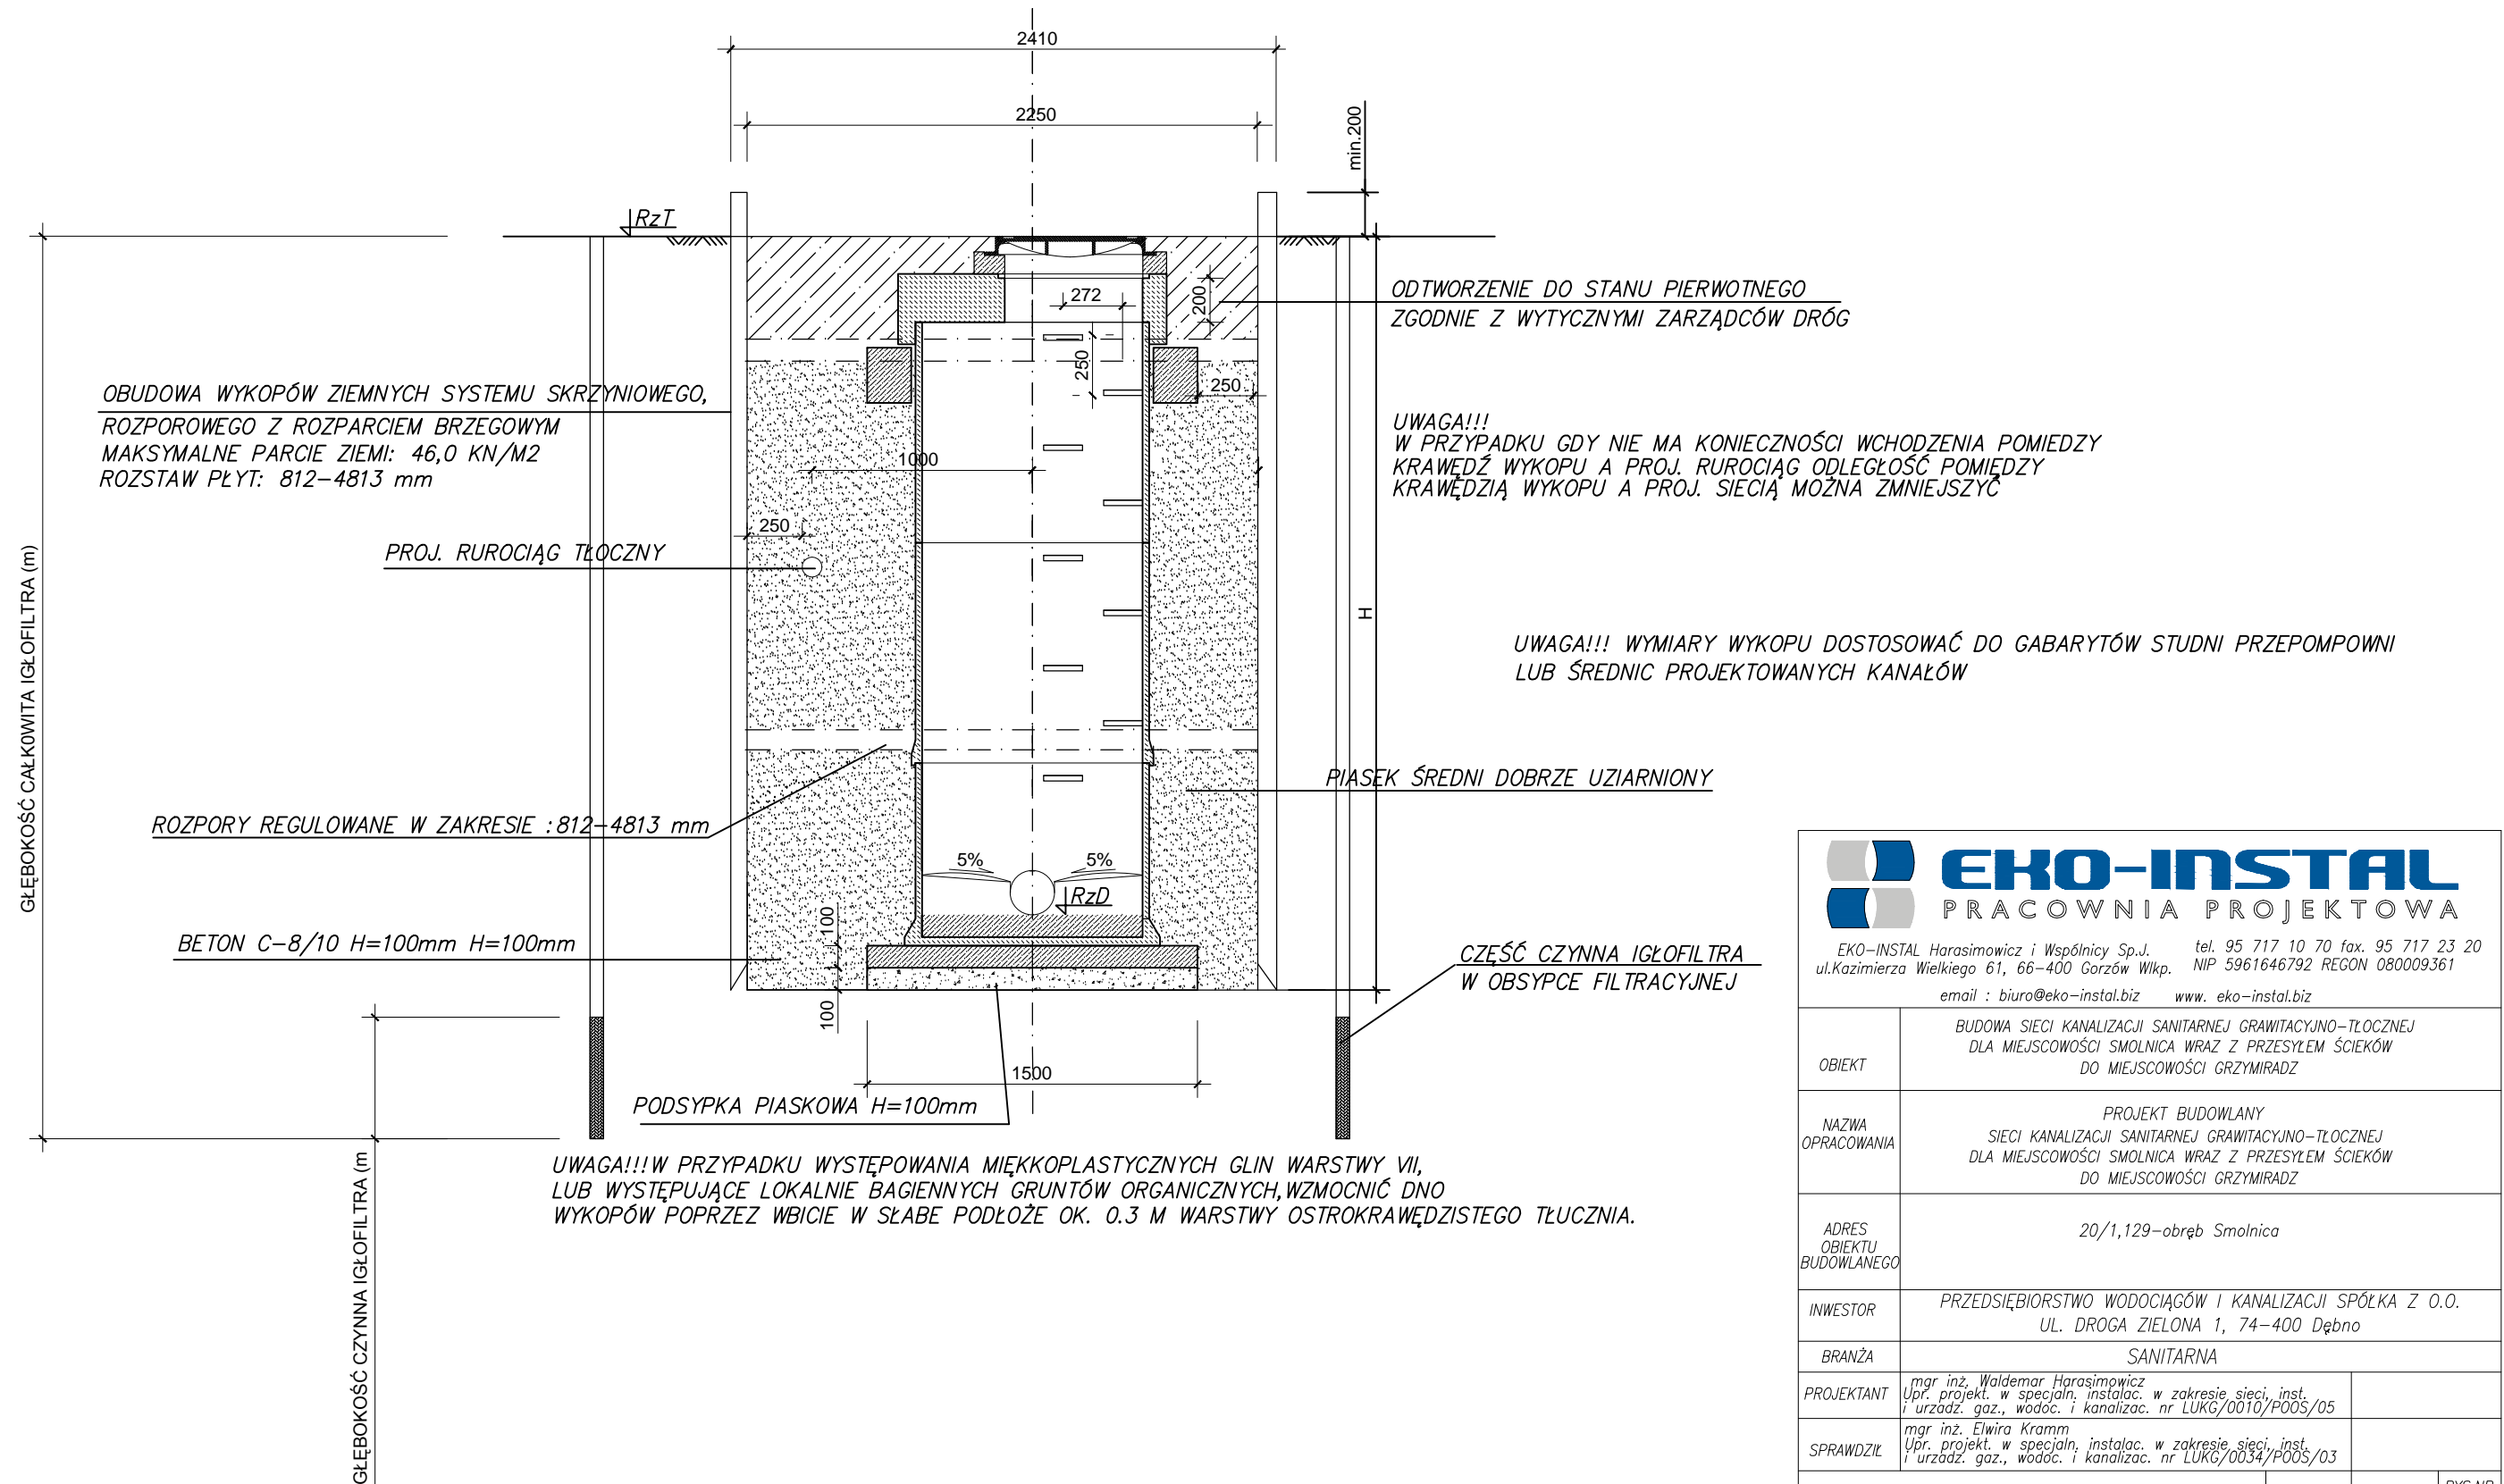 2410
2250
min.200
RzT
272
200
ODTWORZENIE DO STANU PIERWOTNEGO
ZGODNIE Z WYTYCZNYMI ZARZĄDCÓW DRÓG
250
250
OBUDOWA WYKOPÓW ZIEMNYCH SYSTEMU SKRZYNIOWEGO,
ROZPOROWEGO Z ROZPARCIEM BRZEGOWYM
MAKSYMALNE PARCIE ZIEMI: 46,0 KN/M2
ROZSTAW PŁYT: 812-4813 mm
UWAGA!!!
W PRZYPADKU GDY NIE MA KONIECZNOŚCI WCHODZENIA POMIEDZY
KRAWĘDŹ WYKOPU A PROJ. RUROCIĄG ODLEGŁOŚĆ POMIĘDZY
KRAWĘDZIĄ WYKOPU A PROJ. SIECIĄ MOŻNA ZMNIEJSZYĆ
1000
250
PROJ. RUROCIĄG TŁOCZNY
GŁĘBOKOŚĆ CAŁKOWITA IGŁOFILTRA (m)
H
UWAGA!!! WYMIARY WYKOPU DOSTOSOWAĆ DO GABARYTÓW STUDNI PRZEPOMPOWNI
LUB ŚREDNIC PROJEKTOWANYCH KANAŁÓW
PIASEK ŚREDNI DOBRZE UZIARNIONY
ROZPORY REGULOWANE W ZAKRESIE :812-4813 mm
5% 5%
RzD
100
BETON C-8/10 H=100mm H=100mm
CZĘŚĆ CZYNNA IGŁOFILTRA
W OBSYPCE FILTRACYJNEJ
100
1500
PODSYPKA PIASKOWA H=100mm
UWAGA!!!W PRZYPADKU WYSTĘPOWANIA MIĘKKOPLASTYCZNYCH GLIN WARSTWY VII,
LUB WYSTĘPUJĄCE LOKALNIE BAGIENNYCH GRUNTÓW ORGANICZNYCH,WZMOCNIĆ DNO
WYKOPÓW POPRZEZ WBICIE W SŁABE PODŁOŻE OK. 0.3 M WARSTWY OSTROKRAWĘDZISTEGO TŁUCZNIA.
GŁĘBOKOŚĆ CZYNNA IGŁOFILTRA (m
EKO-INSTAL
PRACOWNIA PROJEKTOWA
EKO-INSTAL Harasimowicz i Wspólnicy Sp.J. tel. 95 717 10 70 fax. 95 717 23 20
ul.Kazimierza Wielkiego 61, 66-400 Gorzów Wlkp. NIP 5961646792 REGON 080009361
email : biuro@eko-instal.biz www. eko-instal.biz
OBIEKT
BUDOWA SIECI KANALIZACJI SANITARNEJ GRAWITACYJNO-TŁOCZNEJ
DLA MIEJSCOWOŚCI SMOLNICA WRAZ Z PRZESYŁEM ŚCIEKÓW
DO MIEJSCOWOŚCI GRZYMIRADZ
NAZWA
OPRACOWANIA
PROJEKT BUDOWLANY
SIECI KANALIZACJI SANITARNEJ GRAWITACYJNO-TŁOCZNEJ
DLA MIEJSCOWOŚCI SMOLNICA WRAZ Z PRZESYŁEM ŚCIEKÓW
DO MIEJSCOWOŚCI GRZYMIRADZ
ADRES
OBIEKTU
BUDOWLANEGO
20/1,129-obręb Smolnica
INWESTOR
PRZEDSIĘBIORSTWO WODOCIĄGÓW I KANALIZACJI SPÓŁKA Z O.O.
UL. DROGA ZIELONA 1, 74-400 Dębno
BRANŻA
SANITARNA
PROJEKTANT
mgr inż. Waldemar Harasimowicz
Upr. projekt. w specjaln. instalac. w zakresie sieci, inst.
i urządz. gaz., wodoc. i kanalizac. nr LUKG/0010/POOS/05
SPRAWDZIŁ
mgr inż. Elwira Kramm
Upr. projekt. w specjaln. instalac. w zakresie sieci, inst.
i urządz. gaz., wodoc. i kanalizac. nr LUKG/0034/POOS/03